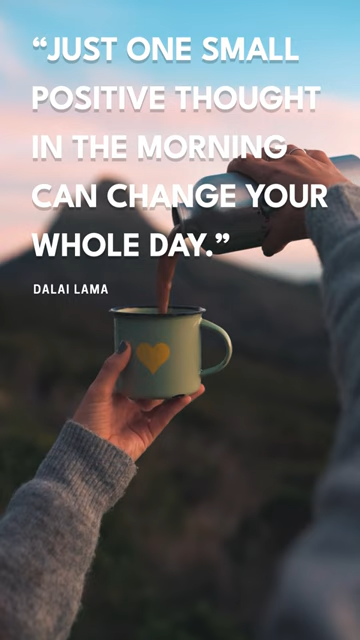 “JUST ONE SMALL
POSITIVE THOUGHT
IN THE MORNING
CAN CHANGE YOUR
WHOLE DAY.”
DALAI LAMA